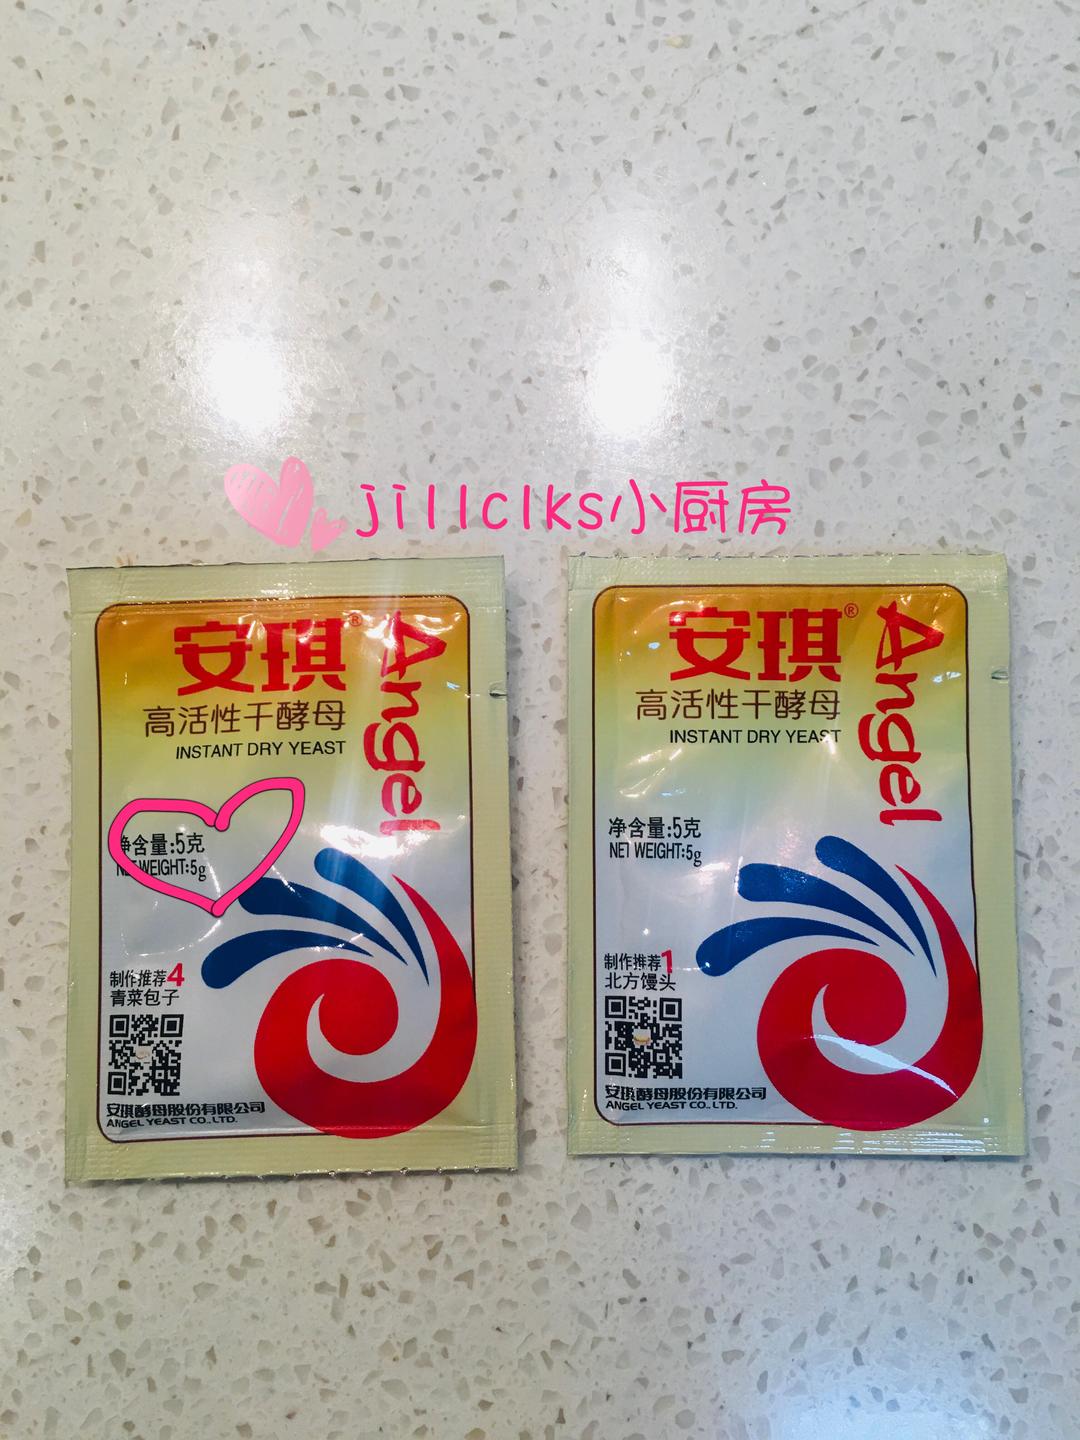 jillclks小厨房
安琪®
Angel
高活性干酵母
INSTANT DRY YEAST
净含量:5克
NET WEIGHT:5g
制作推荐4
青菜包子
安琪酵母股份有限公司
ANGEL YEAST CO.,LTD.
安琪®
Angel
高活性干酵母
INSTANT DRY YEAST
净含量:5克
NET WEIGHT:5g
制作推荐1
北方馒头
安琪酵母股份有限公司
ANGEL YEAST CO.,LTD.